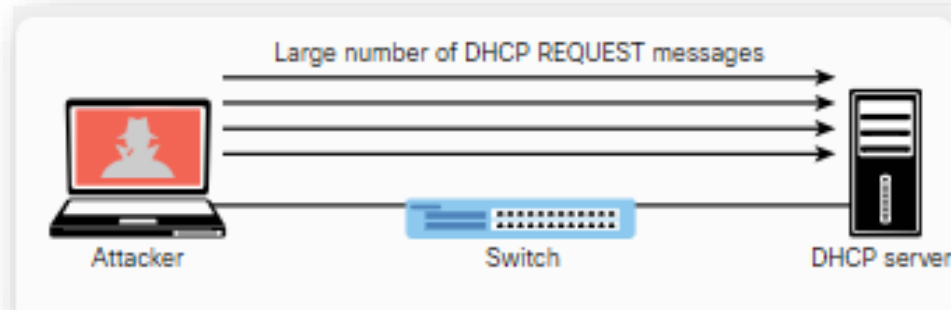 Large number of DHCP REQUEST messages
Attacker
Switch
DHCP server